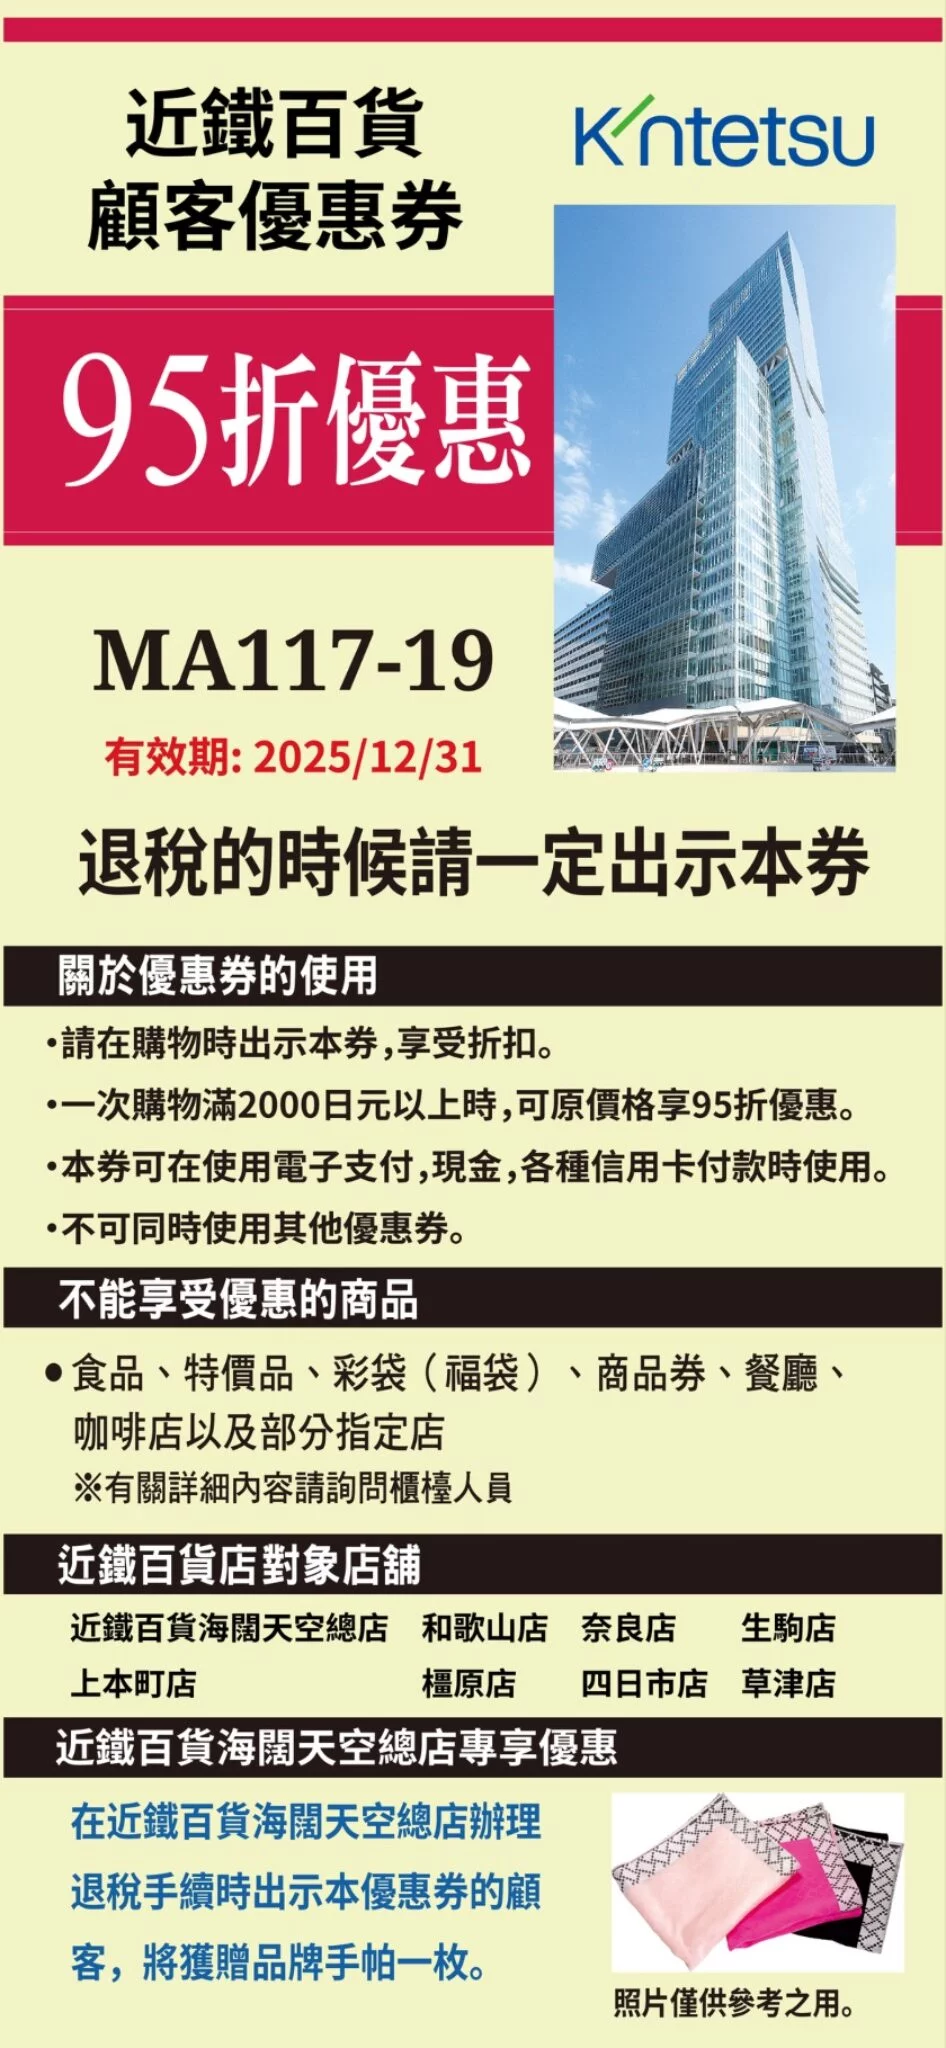 近鐵百貨
顧客優惠券
Kintetsu
95折優惠
MA117-19
有效期: 2025/12/31
退稅的時候請一定出示本券
關於優惠券的使用
•請在購物時出示本券,享受折扣。
•一次購物滿2000日元以上時,可原價格享95折優惠。
•本券可在使用電子支付,現金,各種信用卡付款時使用。
•不可同時使用其他優惠券。
不能享受優惠的商品
●食品、特價品、彩袋（福袋）、商品券、餐廳、
咖啡店以及部分指定店
※有關詳細內容請詢問櫃檯人員
近鐵百貨店對象店舖
近鐵百貨海闊天空總店 和歌山店 奈良店 生駒店
上本町店 橿原店 四日市店 草津店
近鐵百貨海闊天空總店專享優惠
在近鐵百貨海闊天空總店辦理
退稅手續時出示本優惠券的顧
客，將獲贈品牌手帕一枚。
照片僅供參考之用。